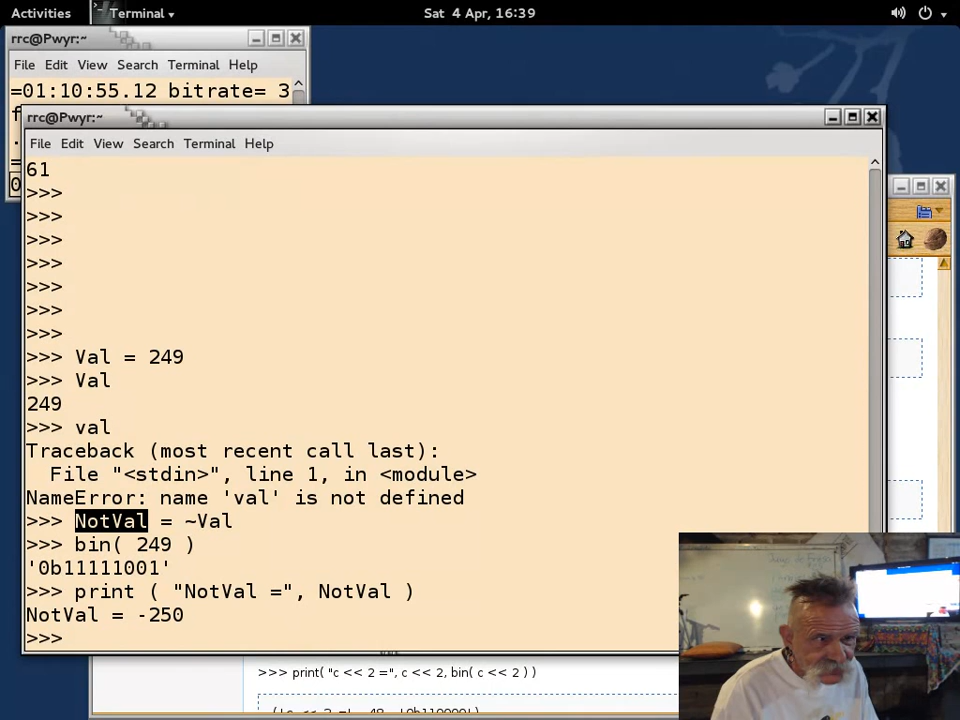 Activities Terminal Sat 4 Apr, 16:39
rrc@Pwyr:~
File Edit View Search Terminal Help
=01:10:55.12 bitrate= 3
rrc@Pwyr:~
File Edit View Search Terminal Help
61
>>>
>>>
>>>
>>>
>>>
>>>
>>>
>>> Val = 249
>>> Val
249
>>> val
Traceback (most recent call last):
  File "<stdin>", line 1, in <module>
NameError: name 'val' is not defined
>>> NotVal = ~Val
>>> bin( 249 )
'0b11111001'
>>> print ( "NotVal =", NotVal )
NotVal = -250
>>>
>>> print( "c << 2 =", c << 2, bin( c << 2 ) )